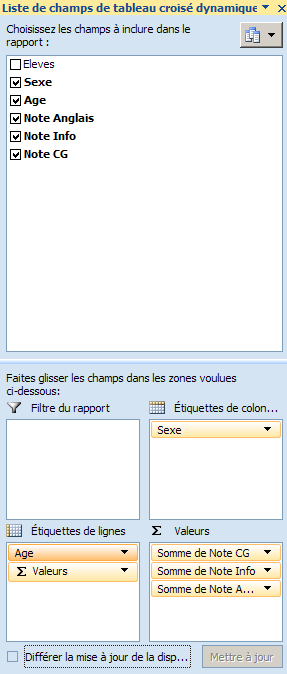 Liste de champs de tableau croisé dynamique
Choisissez les champs à inclure dans le
rapport :
Eleves
Sexe
Age
Note Anglais
Note Info
Note CG
Faites glisser les champs dans les zones voulues
ci-dessous:
Filtre du rapport
Étiquettes de colon...
Sexe
Étiquettes de lignes
Σ Valeurs
Age
Σ Valeurs
Somme de Note CG
Somme de Note Info
Somme de Note A...
Différer la mise à jour de la disp...
Mettre à jour